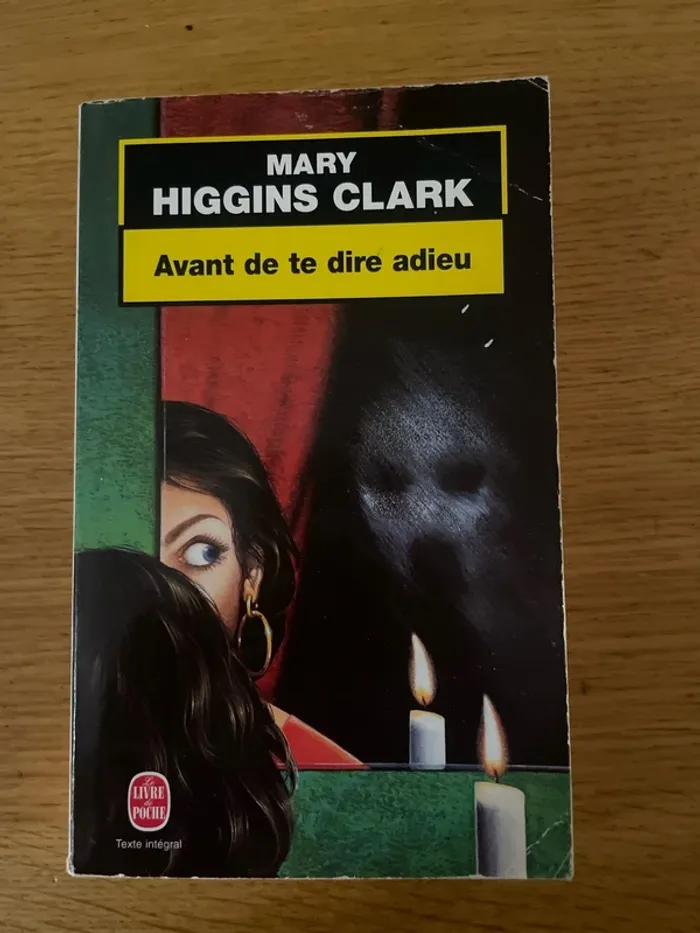 MARY
HIGGINS CLARK
Avant de te dire adieu
Le
LIVRE
de
POCHE
Texte intégral